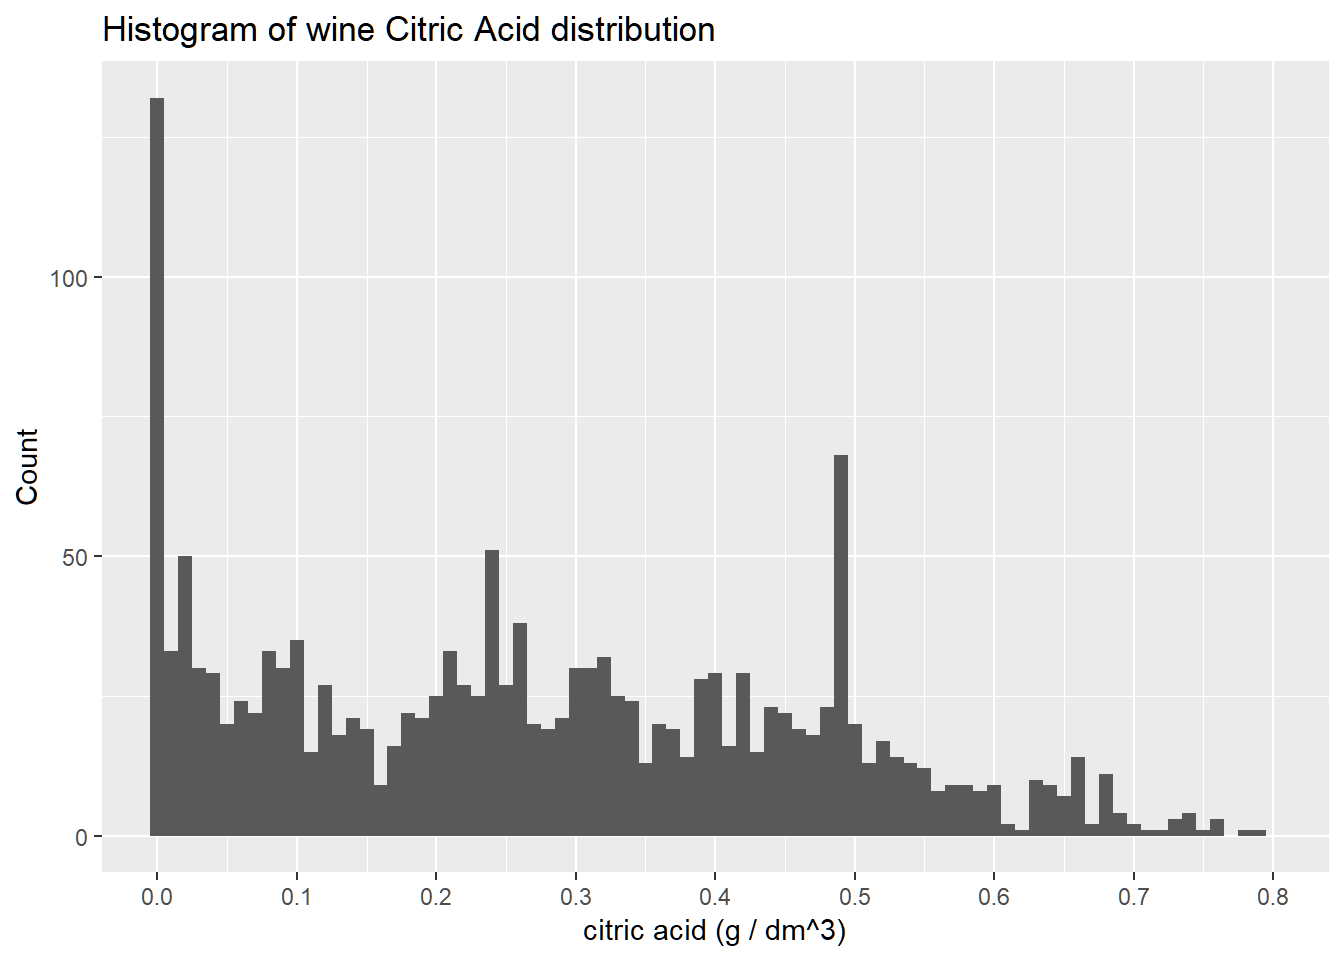 Histogram of wine Citric Acid distribution
100
50
0
Count
0.0 0.1 0.2 0.3 0.4 0.5 0.6 0.7 0.8
citric acid (g / dm^3)